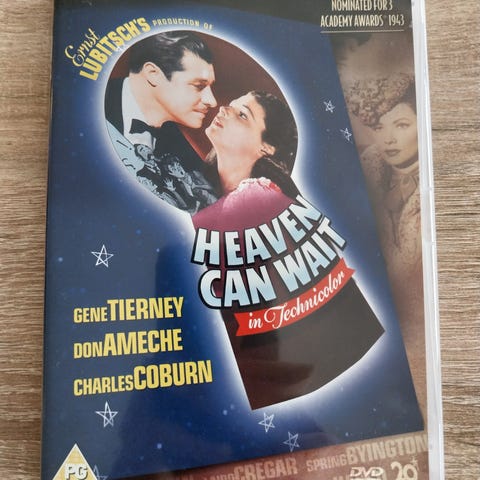 NOMINATED FOR 3
ACADEMY AWARDS® 1943
Ernst
LUBITSCH'S
PRODUCTION OF
HEAVEN
CAN WAIT
in Technicolor
GENE TIERNEY
DON AMECHE
CHARLES COBURN
CREGAR
SPRING BYINGTON
PG
DVD
20